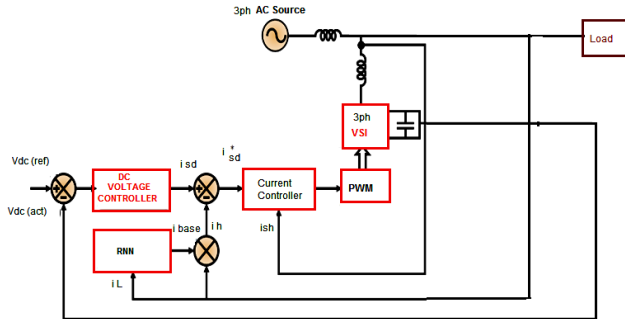 3ph AC Source
Load
3ph
VSI
Vdc (ref)
DC
VOLTAGE
CONTROLLER
i sd
i*sd
Current
Controller
PWM
Vdc (act)
i base
i h
ish
RNN
i L